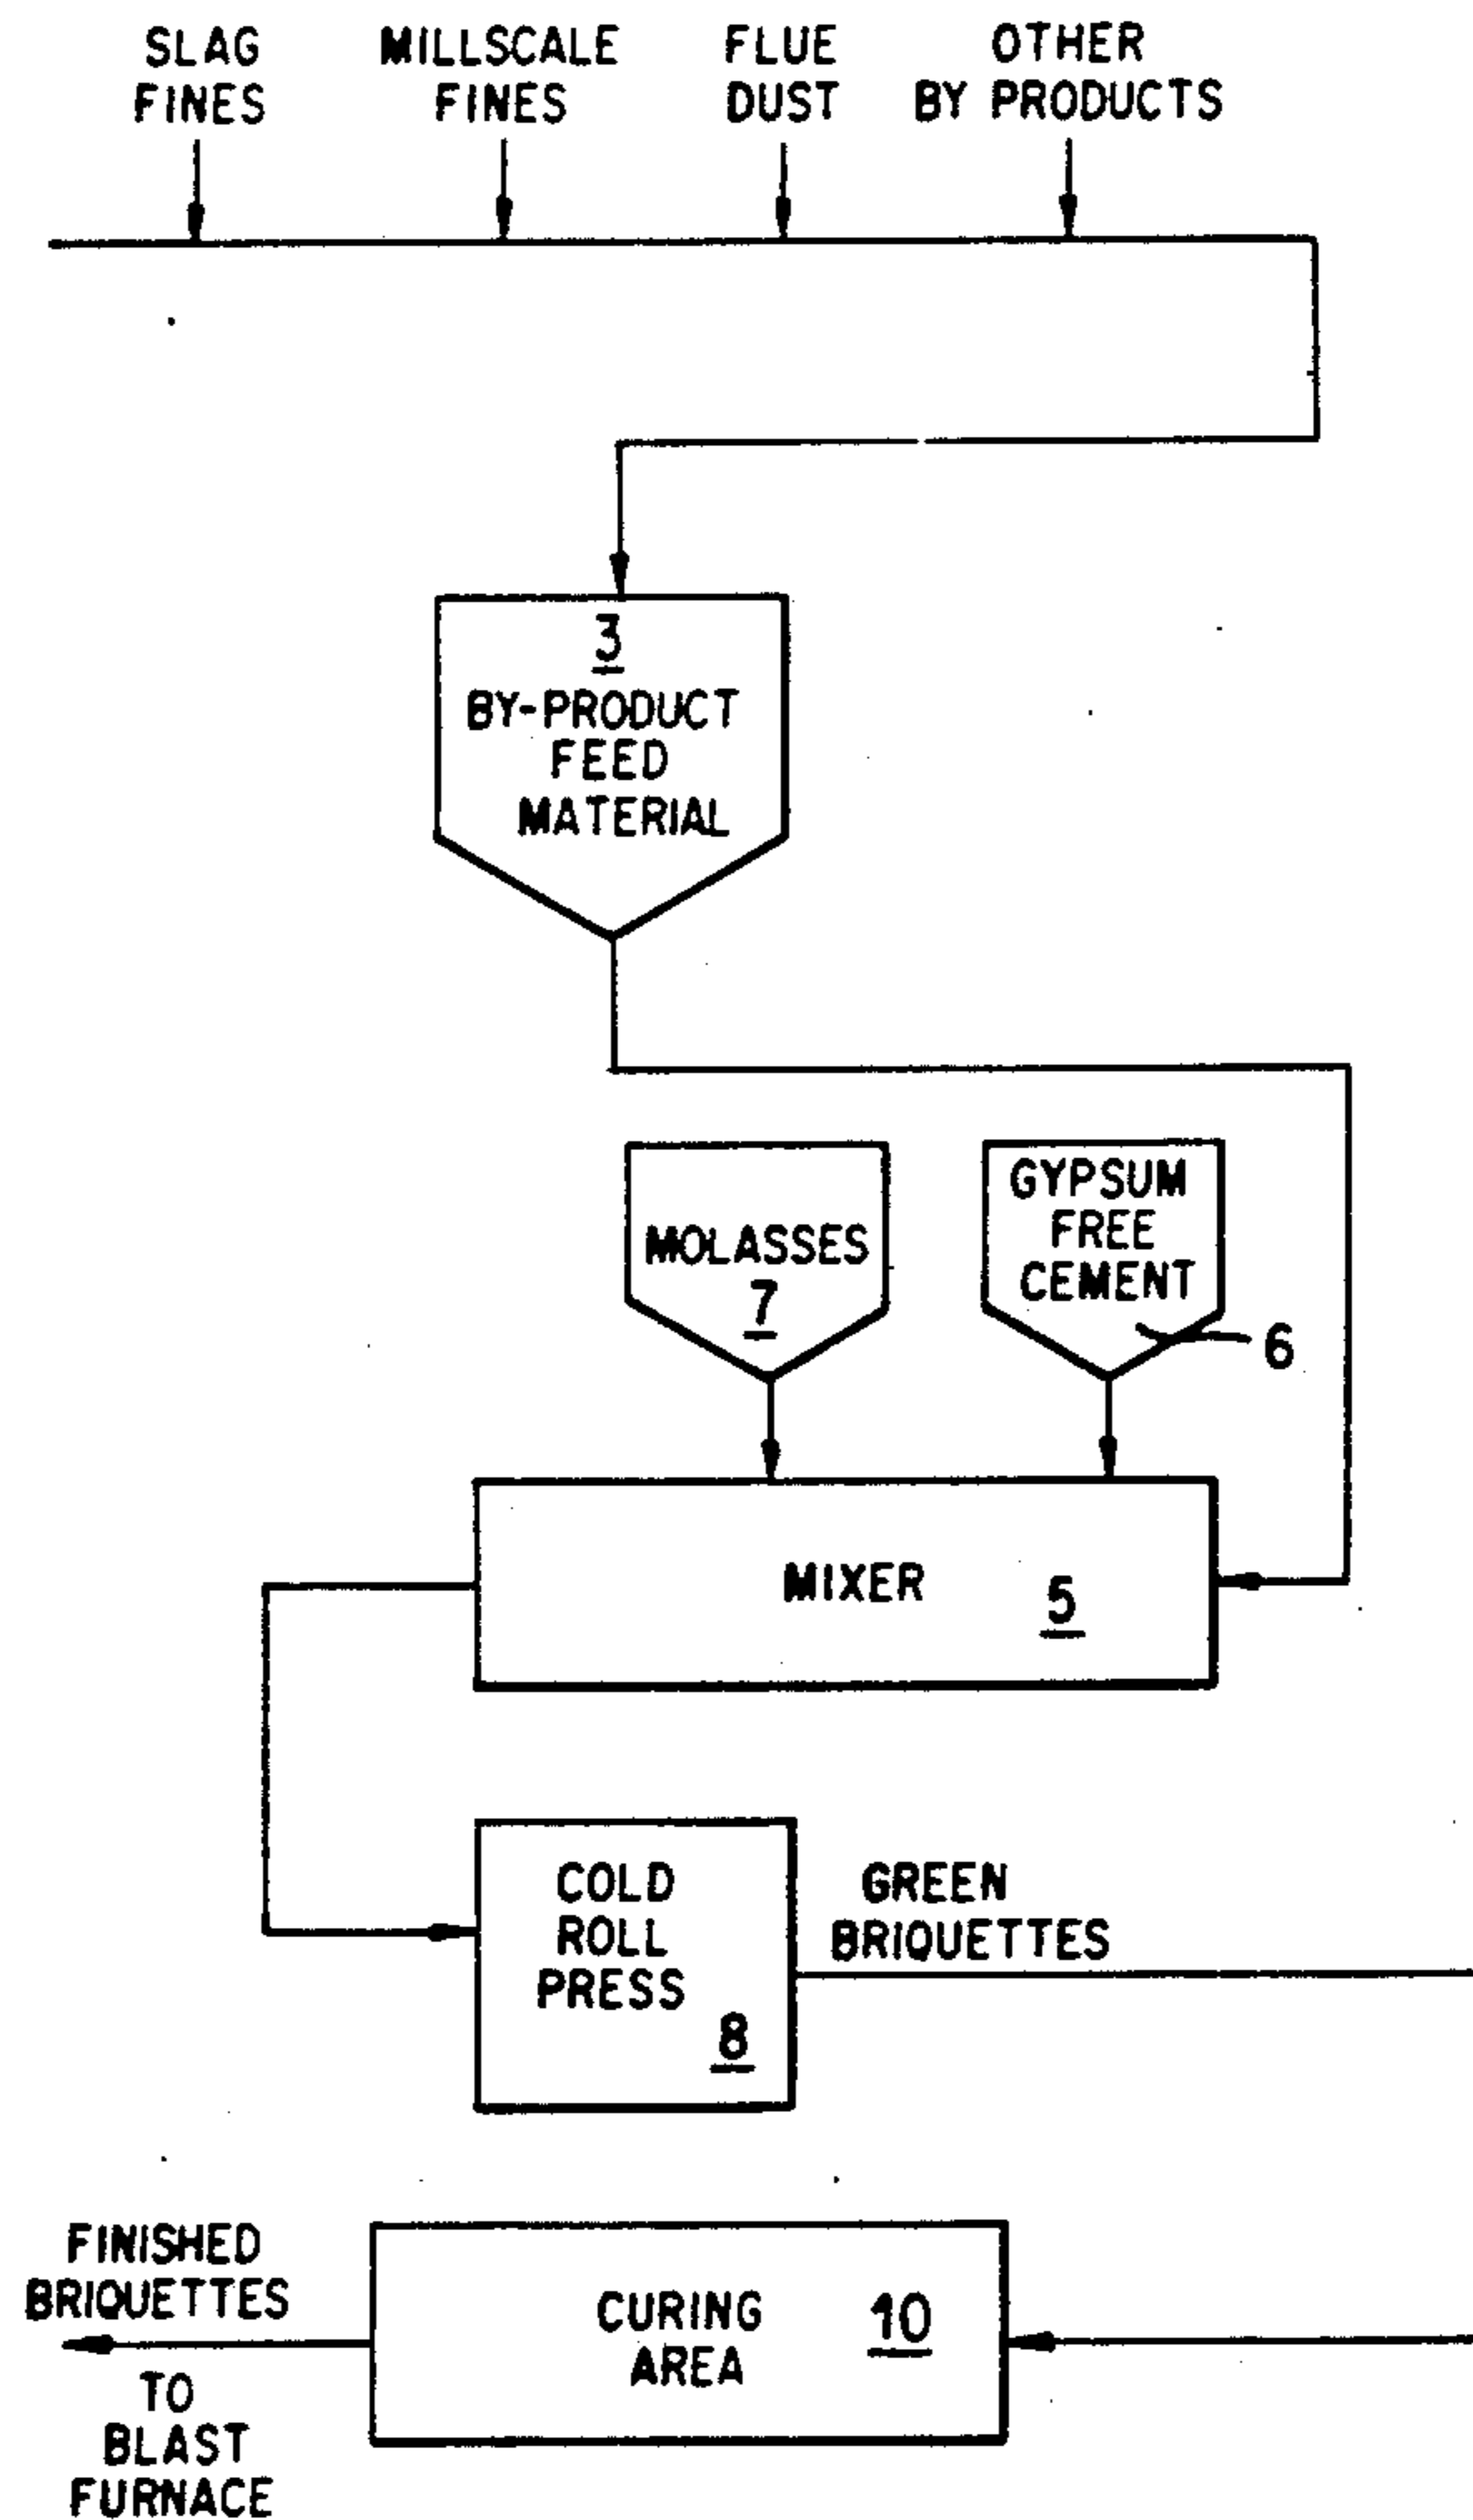 SLAG
FINES
MILLSCALE
FINES
FLUE
DUST
OTHER
BY PRODUCTS
3
BY-PRODUCT
FEED
MATERIAL
MOLASSES
7
GYPSUM
FREE
CEMENT
6
MIXER
5
COLD
ROLL
PRESS
8
GREEN
BRIQUETTES
FINISHED
BRIQUETTES
TO
BLAST
FURNACE
CURING
AREA
10